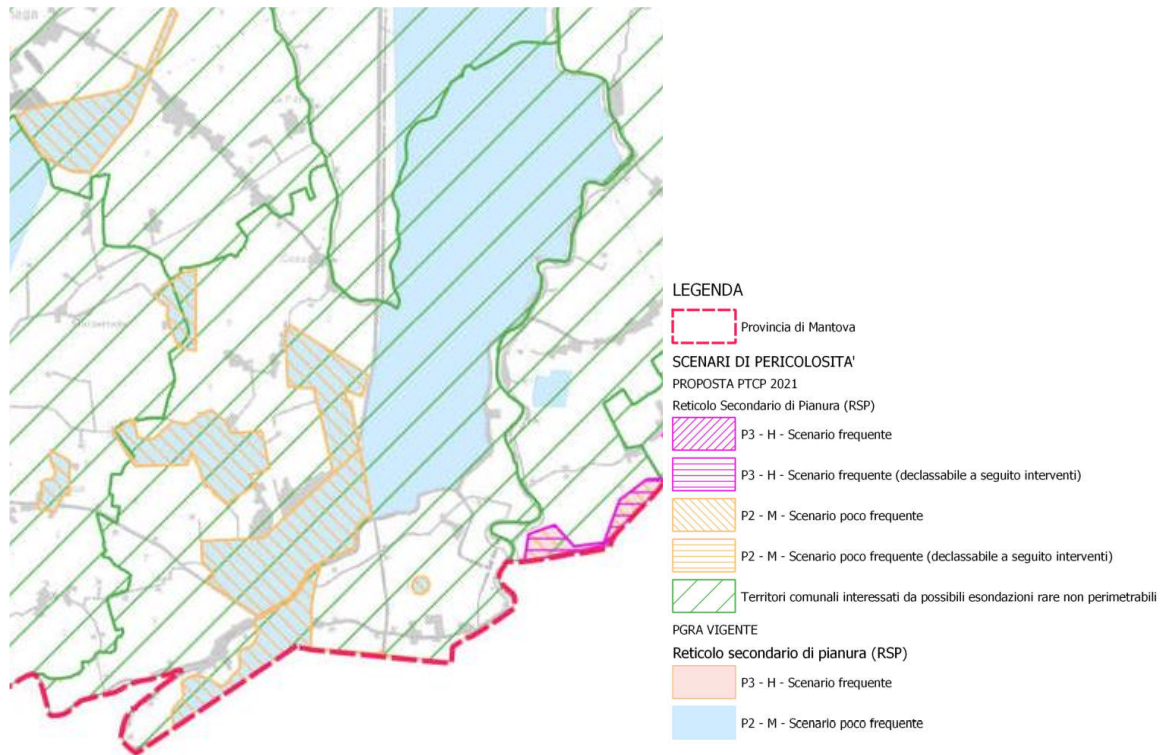 LEGENDA
Provincia di Mantova
SCENARI DI PERICOLOSITA'
PROPOSTA PTCP 2021
Reticolo Secondario di Pianura (RSP)
P3 - H - Scenario frequente
P3 - H - Scenario frequente (declassabile a seguito interventi)
P2 - M - Scenario poco frequente
P2 - M - Scenario poco frequente (declassabile a seguito interventi)
Territori comunali interessati da possibili esondazioni rare non perimetrabili
PGRA VIGENTE
Reticolo secondario di pianura (RSP)
P3 - H - Scenario frequente
P2 - M - Scenario poco frequente